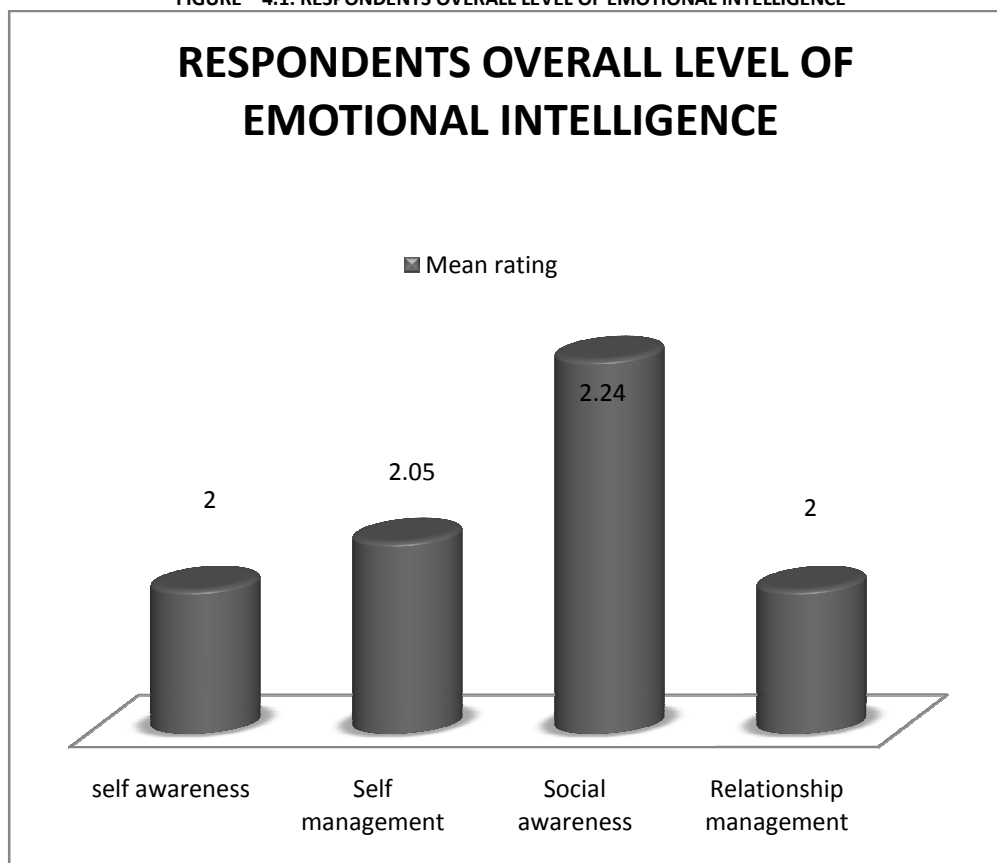 FIGURE - 4.1: RESPONDENTS OVERALL LEVEL OF EMOTIONAL INTELLIGENCE
RESPONDENTS OVERALL LEVEL OF
EMOTIONAL INTELLIGENCE
Mean rating
2
2.05
2.24
2
self awareness
Self
management
Social
awareness
Relationship
management